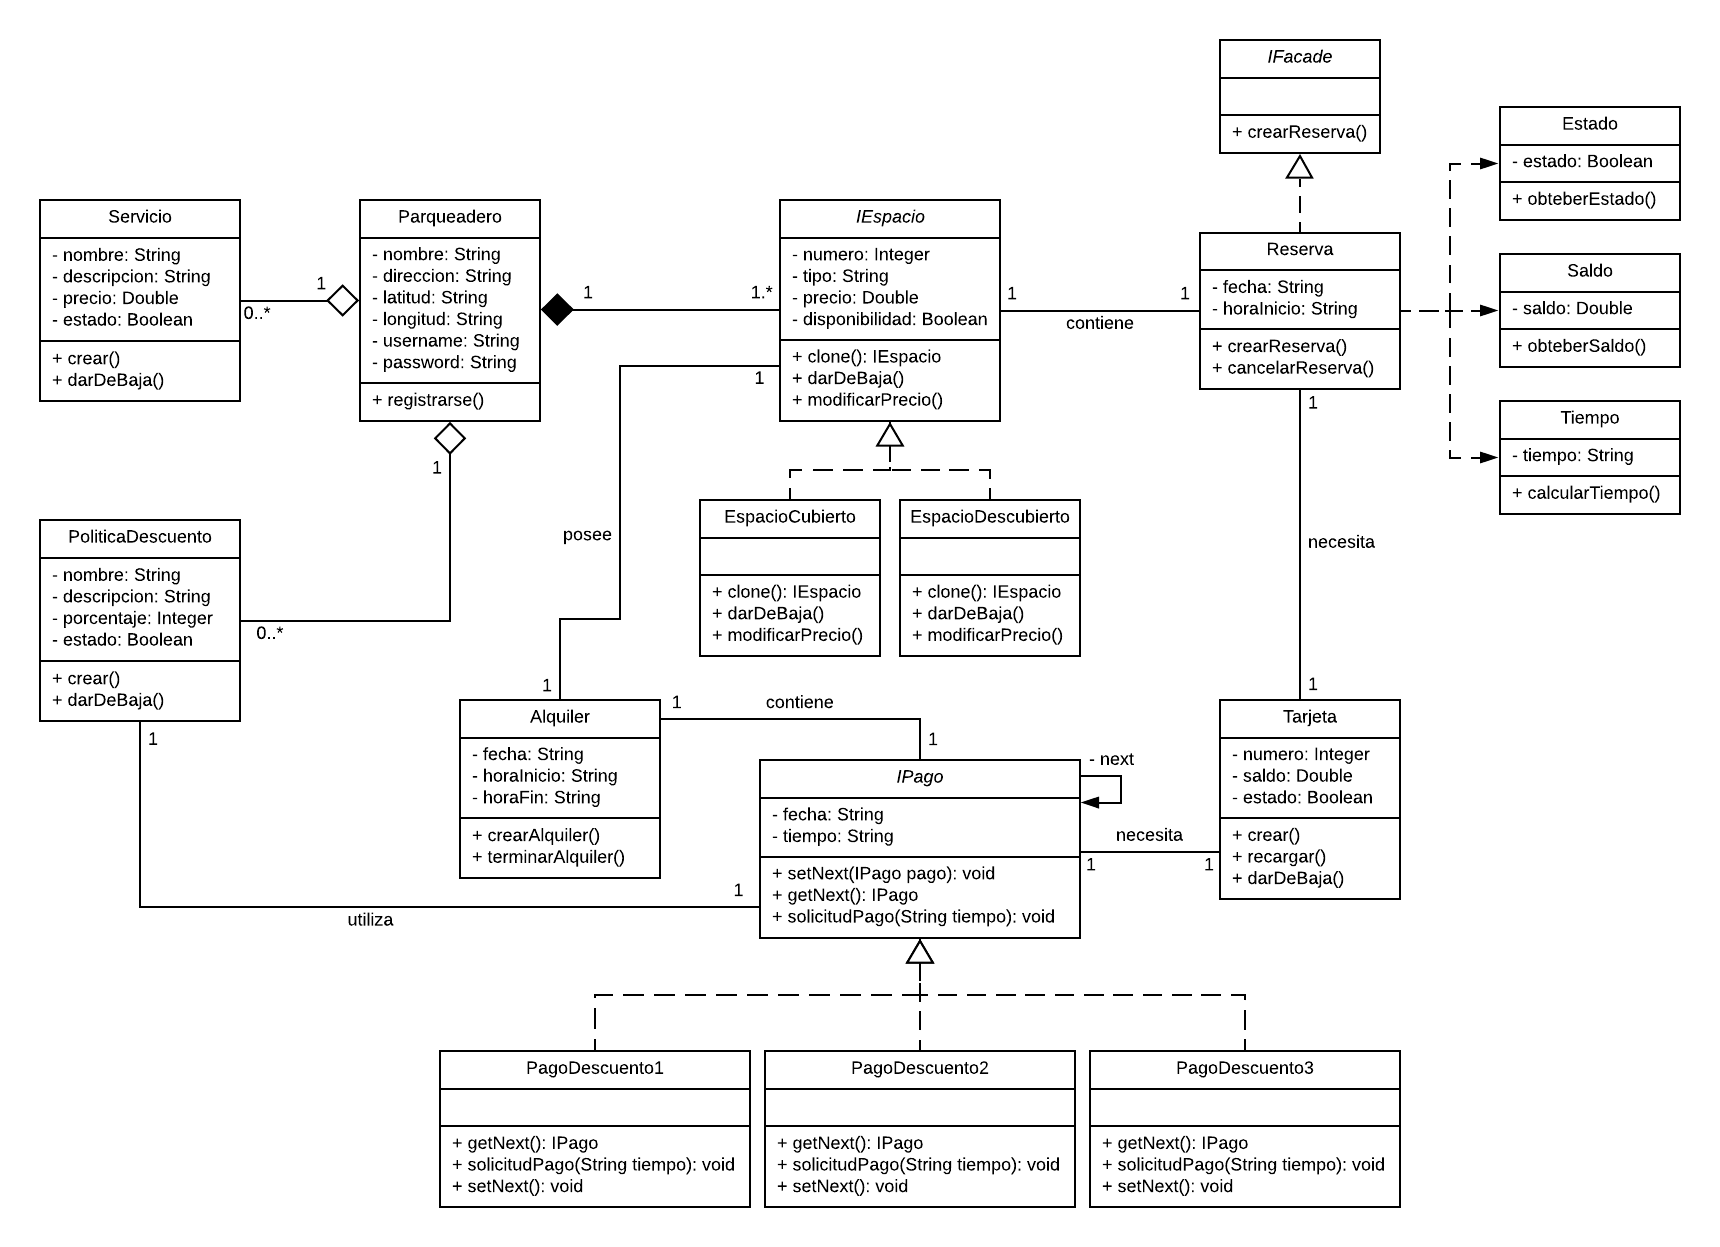 IFacade
+ crearReserva()
Estado
- estado: Boolean
+ obteberEstado()
Servicio
- nombre: String
- descripcion: String
- precio: Double
- estado: Boolean
+ crear()
+ darDeBaja()
1
0..*
Parqueadero
- nombre: String
- direccion: String
- latitud: String
- longitud: String
- username: String
- password: String
+ registrarse()
1
1.*
IEspacio
- numero: Integer
- tipo: String
- precio: Double
- disponibilidad: Boolean
+ clone(): IEspacio
+ darDeBaja()
+ modificarPrecio()
1
1
contiene
Reserva
- fecha: String
- horaInicio: String
+ crearReserva()
+ cancelarReserva()
Saldo
- saldo: Double
+ obteberSaldo()
Tiempo
- tiempo: String
+ calcularTiempo()
1
1
1
posee
necesita
EspacioCubierto
+ clone(): IEspacio
+ darDeBaja()
+ modificarPrecio()
EspacioDescubierto
+ clone(): IEspacio
+ darDeBaja()
+ modificarPrecio()
PoliticaDescuento
- nombre: String
- descripcion: String
- porcentaje: Integer
- estado: Boolean
+ crear()
+ darDeBaja()
0..*
1
1
1
1
contiene
1
1
Alquiler
- fecha: String
- horaInicio: String
- horaFin: String
+ crearAlquiler()
+ terminarAlquiler()
- next
IPago
- fecha: String
- tiempo: String
+ setNext(IPago pago): void
+ getNext(): IPago
+ solicitudPago(String tiempo): void
necesita
1
1
Tarjeta
- numero: Integer
- saldo: Double
- estado: Boolean
+ crear()
+ recargar()
+ darDeBaja()
1
utiliza
PagoDescuento1
+ getNext(): IPago
+ solicitudPago(String tiempo): void
+ setNext(): void
PagoDescuento2
+ getNext(): IPago
+ solicitudPago(String tiempo): void
+ setNext(): void
PagoDescuento3
+ getNext(): IPago
+ solicitudPago(String tiempo): void
+ setNext(): void